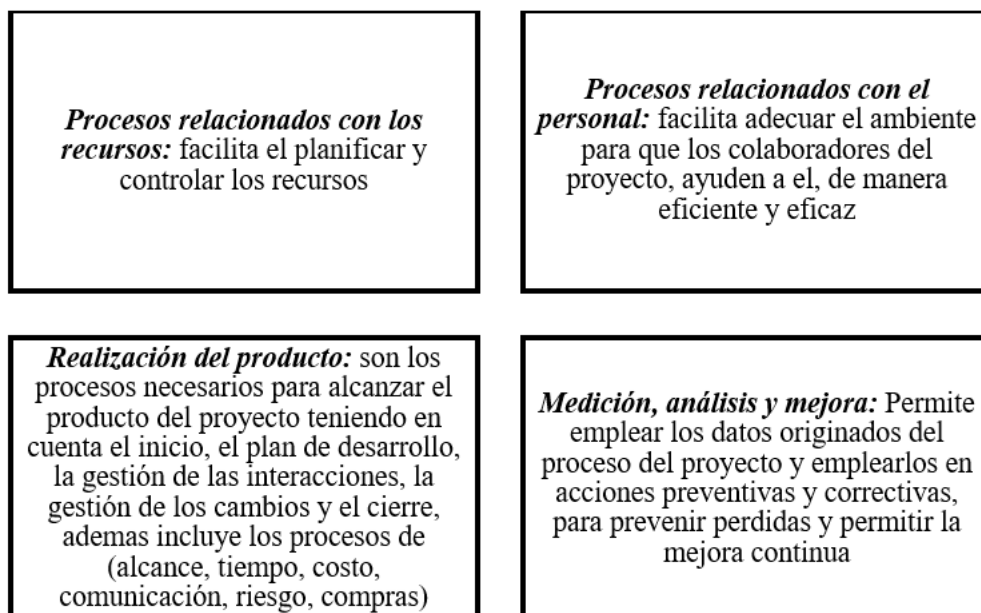 Procesos relacionados con los
recursos: facilita el planificar y
controlar los recursos
Procesos relacionados con el
personal: facilita adecuar el ambiente
para que los colaboradores del
proyecto, ayuden a el, de manera
eficiente y eficaz
Realización del producto: son los
procesos necesarios para alcanzar el
producto del proyecto teniendo en
cuenta el inicio, el plan de desarrollo,
la gestión de las interacciones, la
gestión de los cambios y el cierre,
ademas incluye los procesos de
(alcance, tiempo, costo,
comunicación, riesgo, compras)
Medición, análisis y mejora: Permite
emplear los datos originados del
proceso del proyecto y emplearlos en
acciones preventivas y correctivas,
para prevenir perdidas y permitir la
mejora continua